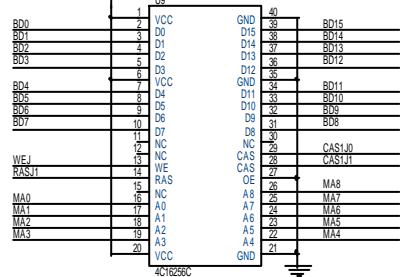 U9
1 VCC GND 40
BD0 2 D0 D15 39 BD15
BD1 3 D1 D14 38 BD14
BD2 4 D2 D13 37 BD13
BD3 5 D3 D12 36 BD12
6 VCC GND 35
BD4 7 D4 D11 34 BD11
BD5 8 D5 D10 33 BD10
BD6 9 D6 D9 32 BD9
BD7 10 D7 D8 31 BD8
11 NC NC 30
12 NC CAS 29 CAS1J0
WEJ 13 WE CAS 28 CAS1J1
RASJ1 14 RAS OE 27
15 NC A8 26 MA8
MA0 16 A0 A7 25 MA7
MA1 17 A1 A6 24 MA6
MA2 18 A2 A5 23 MA5
MA3 19 A3 A4 22 MA4
20 VCC GND 21
4C16256C